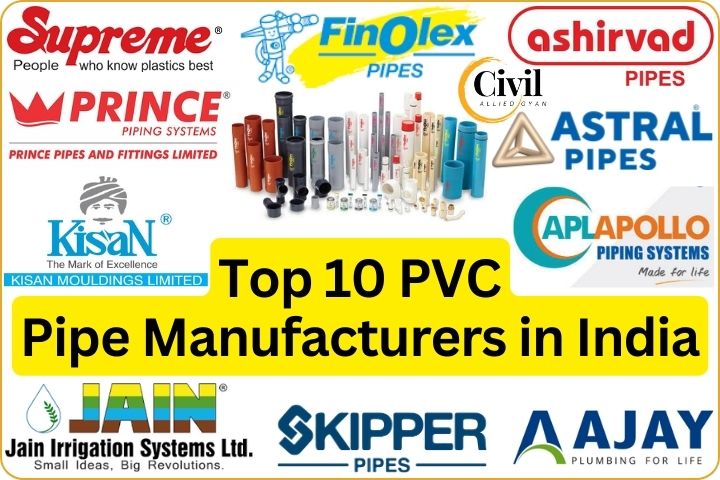 Supreme®
People who know plastics best
FinOlex
PIPES
ashirvad
PIPES
Civil
ALLIED GYAN
PRINCE®
PIPING SYSTEMS
PRINCE PIPES AND FITTINGS LIMITED
ASTRAL®
PIPES
KisaN®
The Mark of Excellence
KISAN MOULDINGS LIMITED
APL APOLLO
PIPING SYSTEMS
Made for life
Top 10 PVC
Pipe Manufacturers in India
JAIN®
Jain Irrigation Systems Ltd.
Small Ideas, Big Revolutions.
SKIPPER
PIPES
AJAY
PLUMBING FOR LIFE